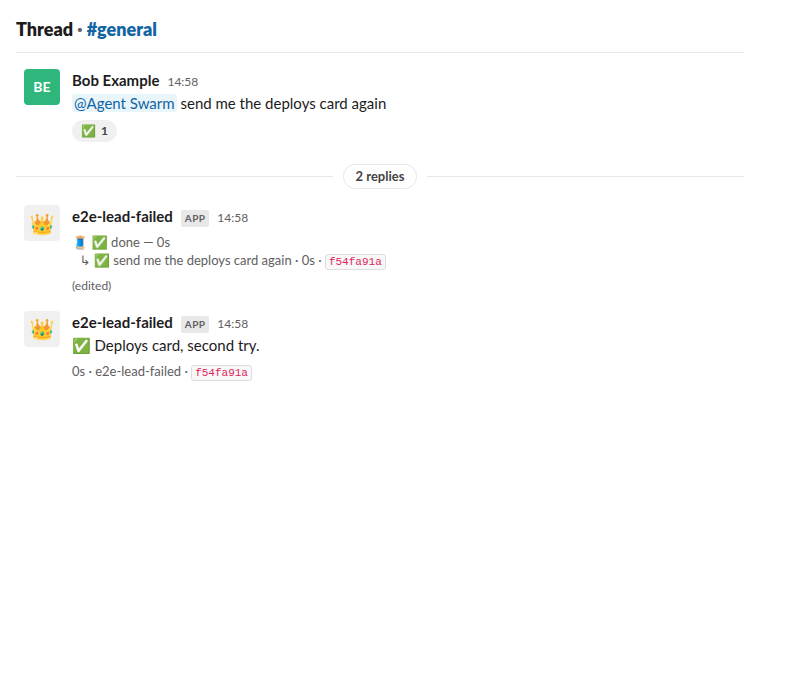 Thread • #general
BE
Bob Example 14:58
@Agent Swarm send me the deploys card again
✅ 1
2 replies
e2e-lead-failed APP 14:58
🧵 ✅ done — 0s
↳ ✅ send me the deploys card again · 0s · f54fa91a
(edited)
e2e-lead-failed APP 14:58
✅ Deploys card, second try.
0s · e2e-lead-failed · f54fa91a